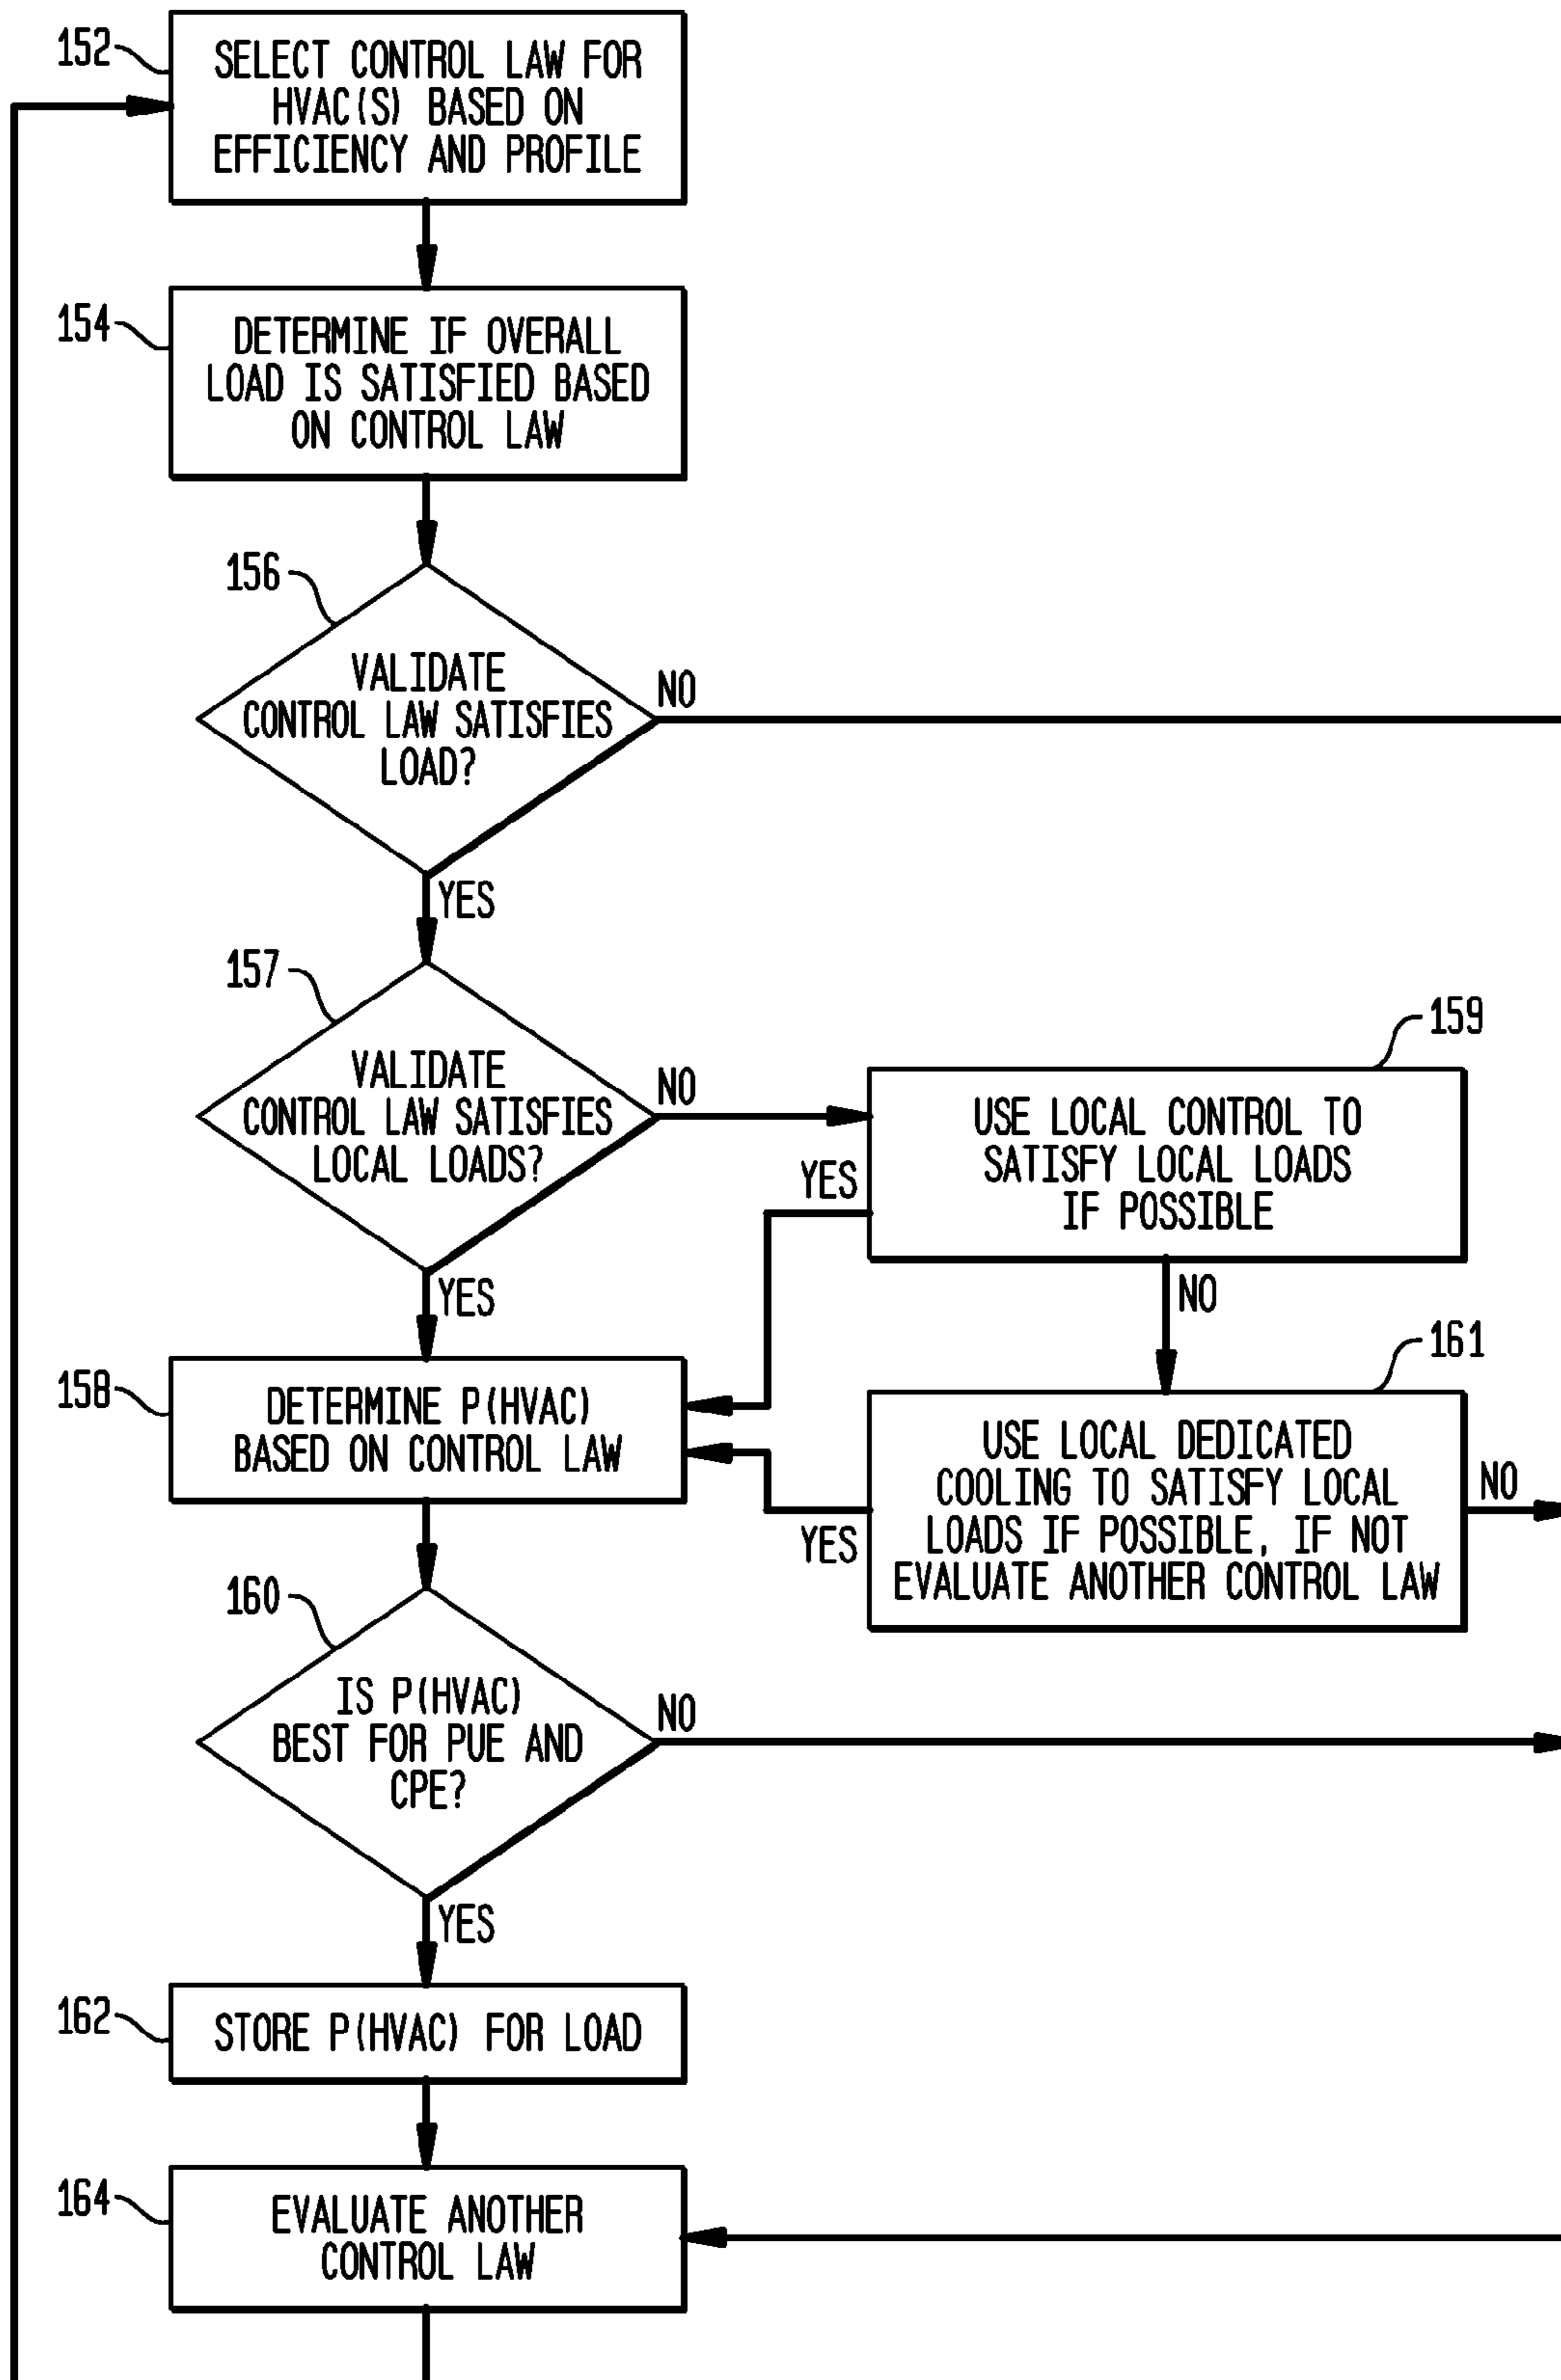 152
SELECT CONTROL LAW FOR
HVAC(S) BASED ON
EFFICIENCY AND PROFILE
154
DETERMINE IF OVERALL
LOAD IS SATISFIED BASED
ON CONTROL LAW
156
VALIDATE
CONTROL LAW SATISFIES
LOAD?
NO
YES
157
VALIDATE
CONTROL LAW SATISFIES
LOCAL LOADS?
NO
YES
159
USE LOCAL CONTROL TO
SATISFY LOCAL LOADS
IF POSSIBLE
YES
NO
158
DETERMINE P(HVAC)
BASED ON CONTROL LAW
161
USE LOCAL DEDICATED
COOLING TO SATISFY LOCAL
LOADS IF POSSIBLE, IF NOT
EVALUATE ANOTHER CONTROL LAW
YES
NO
160
IS P(HVAC)
BEST FOR PUE AND
CPE?
NO
YES
162
STORE P(HVAC) FOR LOAD
164
EVALUATE ANOTHER
CONTROL LAW